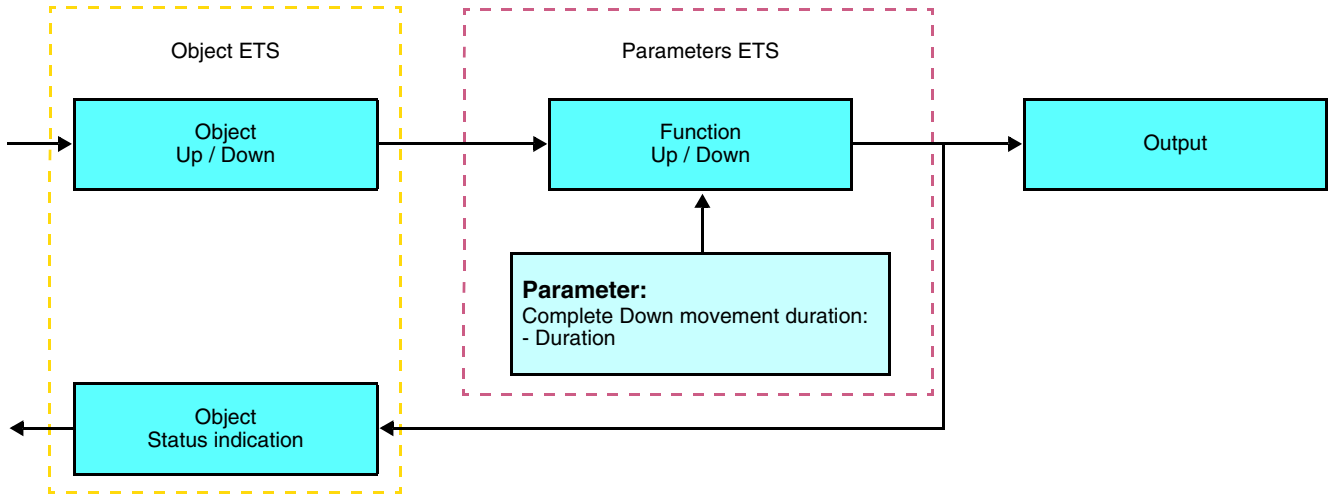 Object ETS
Parameters ETS
Object
Up / Down
Function
Up / Down
Output
Parameter:
Complete Down movement duration:
- Duration
Object
Status indication